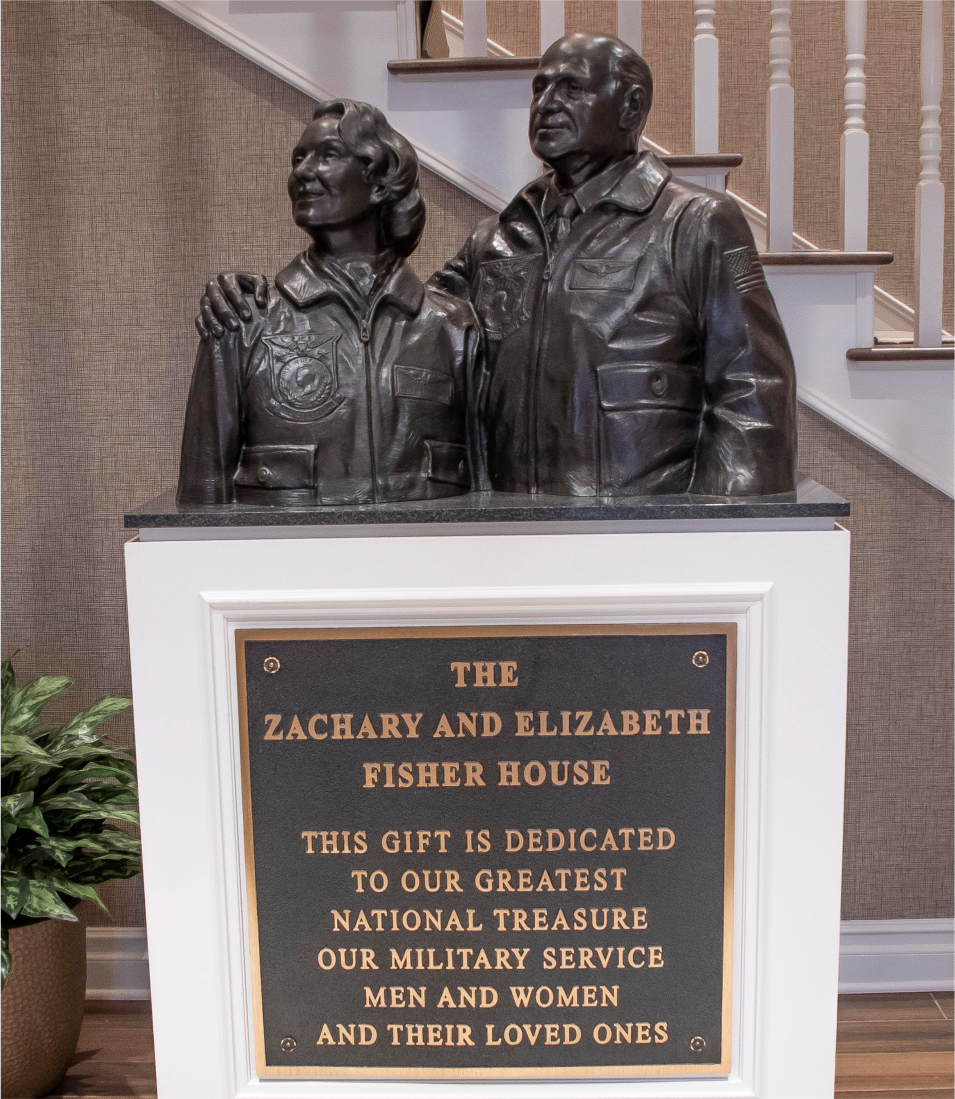 THE
ZACHARY AND ELIZABETH
FISHER HOUSE
THIS GIFT IS DEDICATED
TO OUR GREATEST
NATIONAL TREASURE
OUR MILITARY SERVICE
MEN AND WOMEN
AND THEIR LOVED ONES